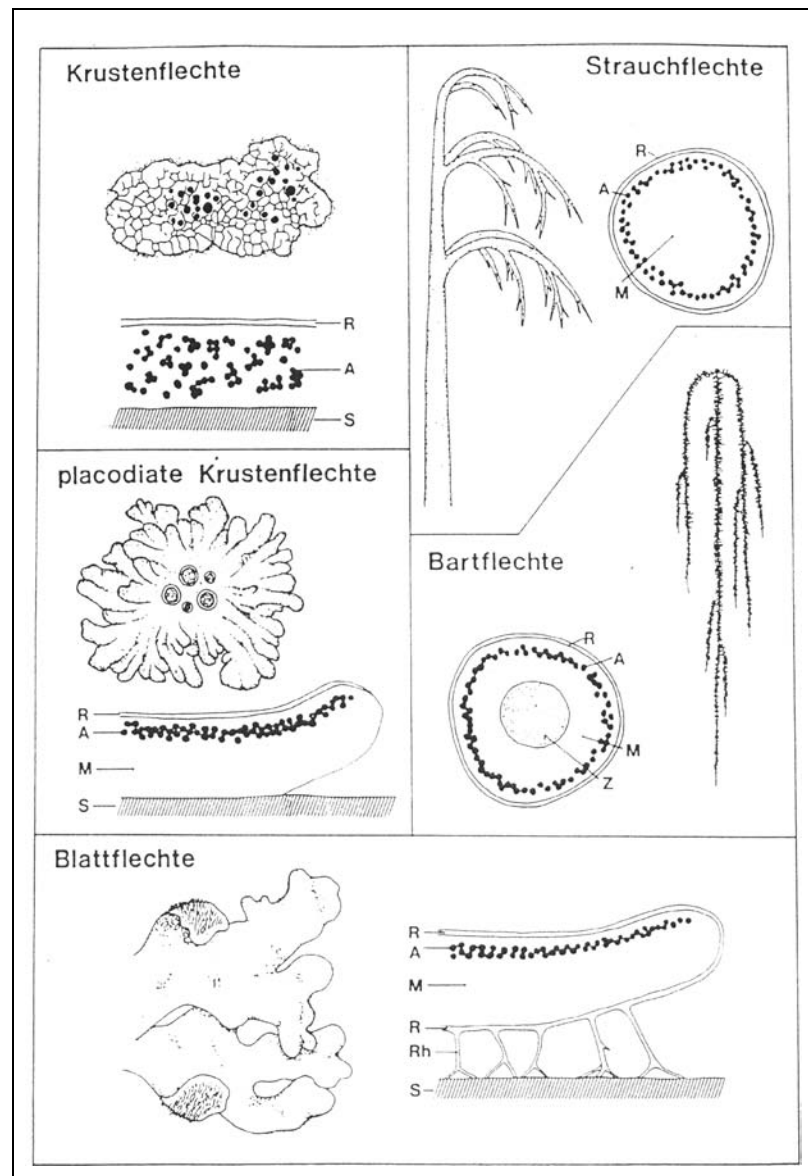 Krustenflechte
R
A
S
placodiate Krustenflechte
R
A
M
S
Strauchflechte
R
A
M
Bartflechte
R
A
M
Z
Blattflechte
R
A
M
R
Rh
S